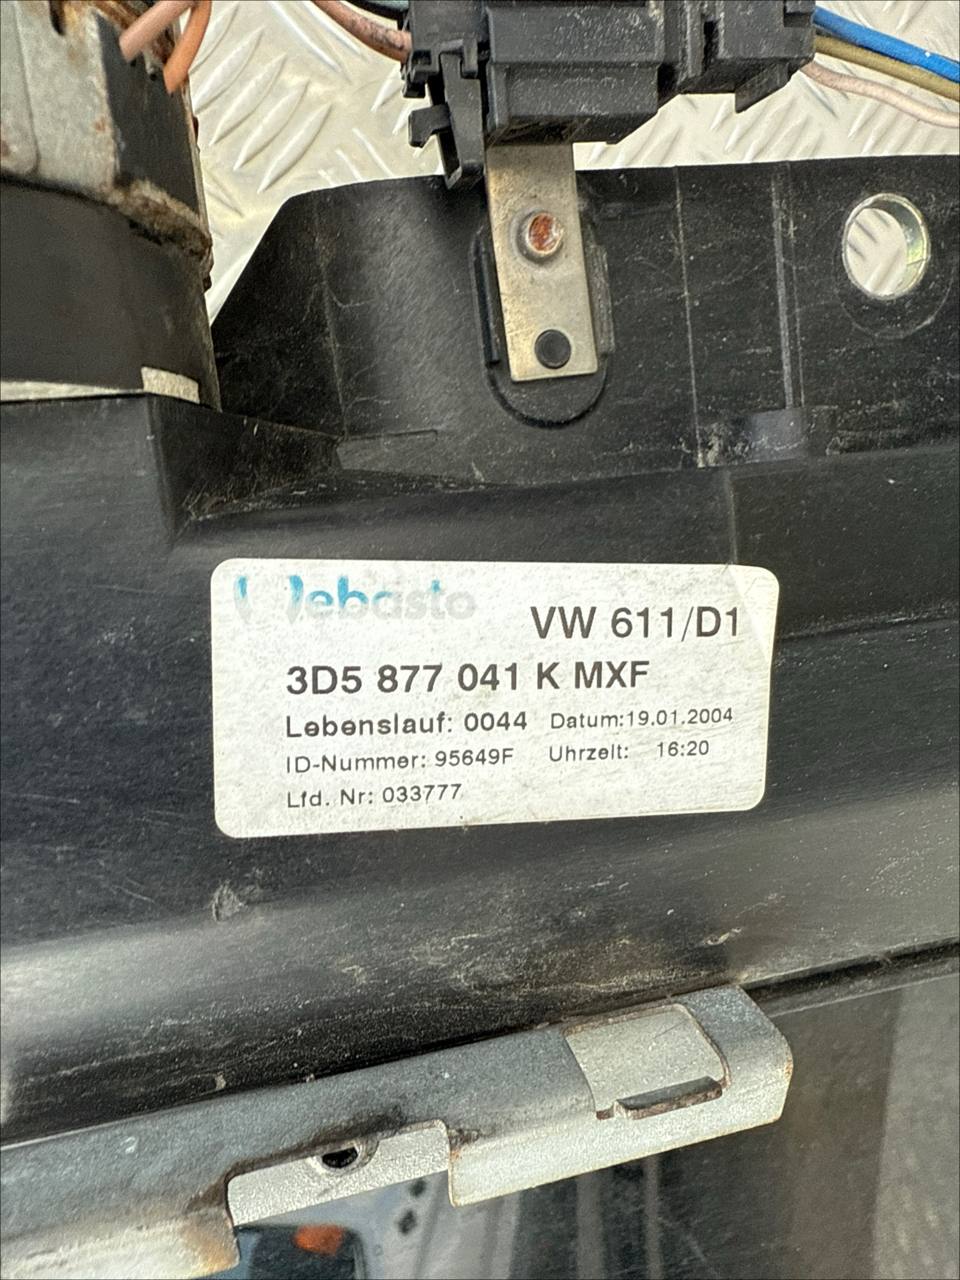 Webasto
VW 611/D1
3D5 877 041 K MXF
Lebenslauf: 0044 Datum:19.01.2004
ID-Nummer: 95649F Uhrzeit: 16:20
Lfd. Nr: 033777